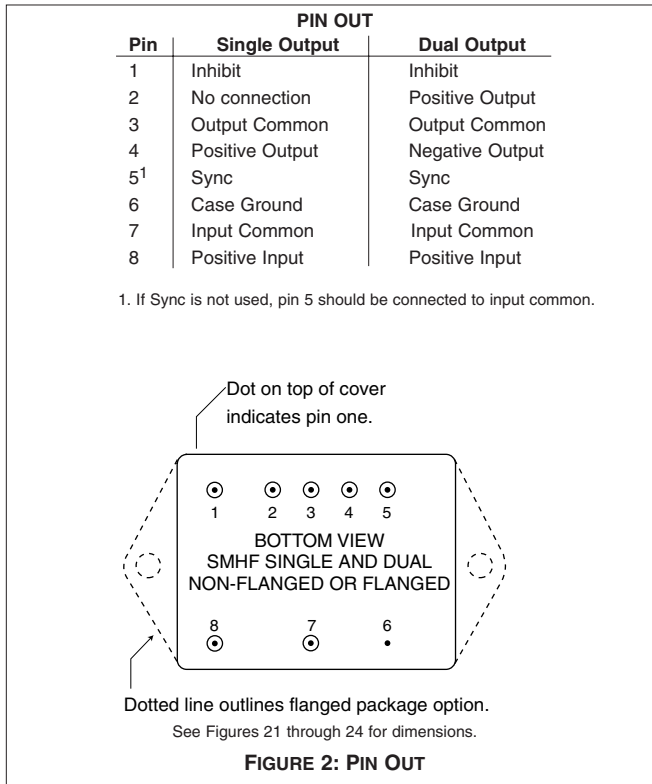 PIN OUT
Pin Single Output Dual Output
1 Inhibit Inhibit
2 No connection Positive Output
3 Output Common Output Common
4 Positive Output Negative Output
5¹ Sync Sync
6 Case Ground Case Ground
7 Input Common Input Common
8 Positive Input Positive Input
1. If Sync is not used, pin 5 should be connected to input common.
Dot on top of cover
indicates pin one.
1 2 3 4 5
BOTTOM VIEW
SMHF SINGLE AND DUAL
NON-FLANGED OR FLANGED
8 7 6
Dotted line outlines flanged package option.
See Figures 21 through 24 for dimensions.
FIGURE 2: PIN OUT